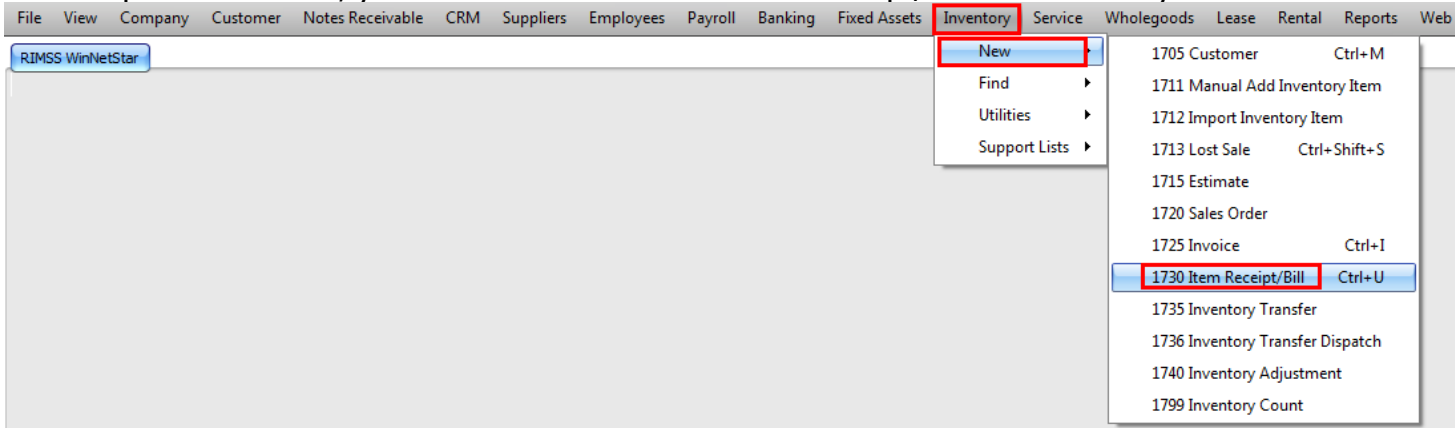 File View Company Customer Notes Receivable CRM Suppliers Employees Payroll Banking Fixed Assets Inventory Service Wholegoods Lease Rental Reports Web
RIMSS WinNetStar
New
Find
Utilities
Support Lists
1705 Customer Ctrl+M
1711 Manual Add Inventory Item
1712 Import Inventory Item
1713 Lost Sale Ctrl+Shift+S
1715 Estimate
1720 Sales Order
1725 Invoice Ctrl+I
1730 Item Receipt/Bill Ctrl+U
1735 Inventory Transfer
1736 Inventory Transfer Dispatch
1740 Inventory Adjustment
1799 Inventory Count